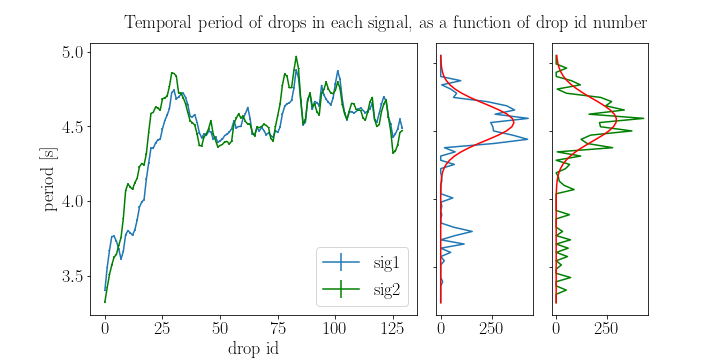 Temporal period of drops in each signal, as a function of drop id number
5.0
4.5
4.0
3.5
period [s]
0 25 50 75 100 125
drop id
sig1
sig2
0 250
0 250